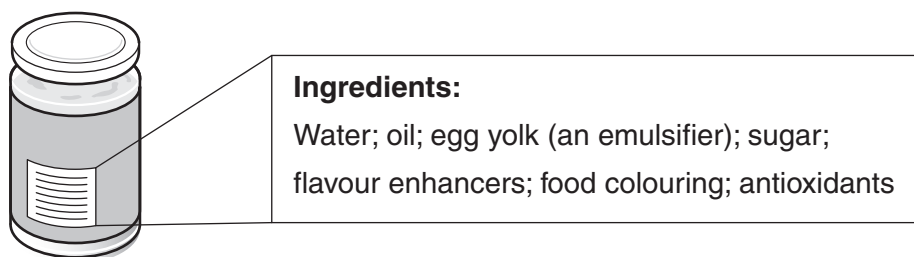 Ingredients:
Water; oil; egg yolk (an emulsifier); sugar;
flavour enhancers; food colouring; antioxidants